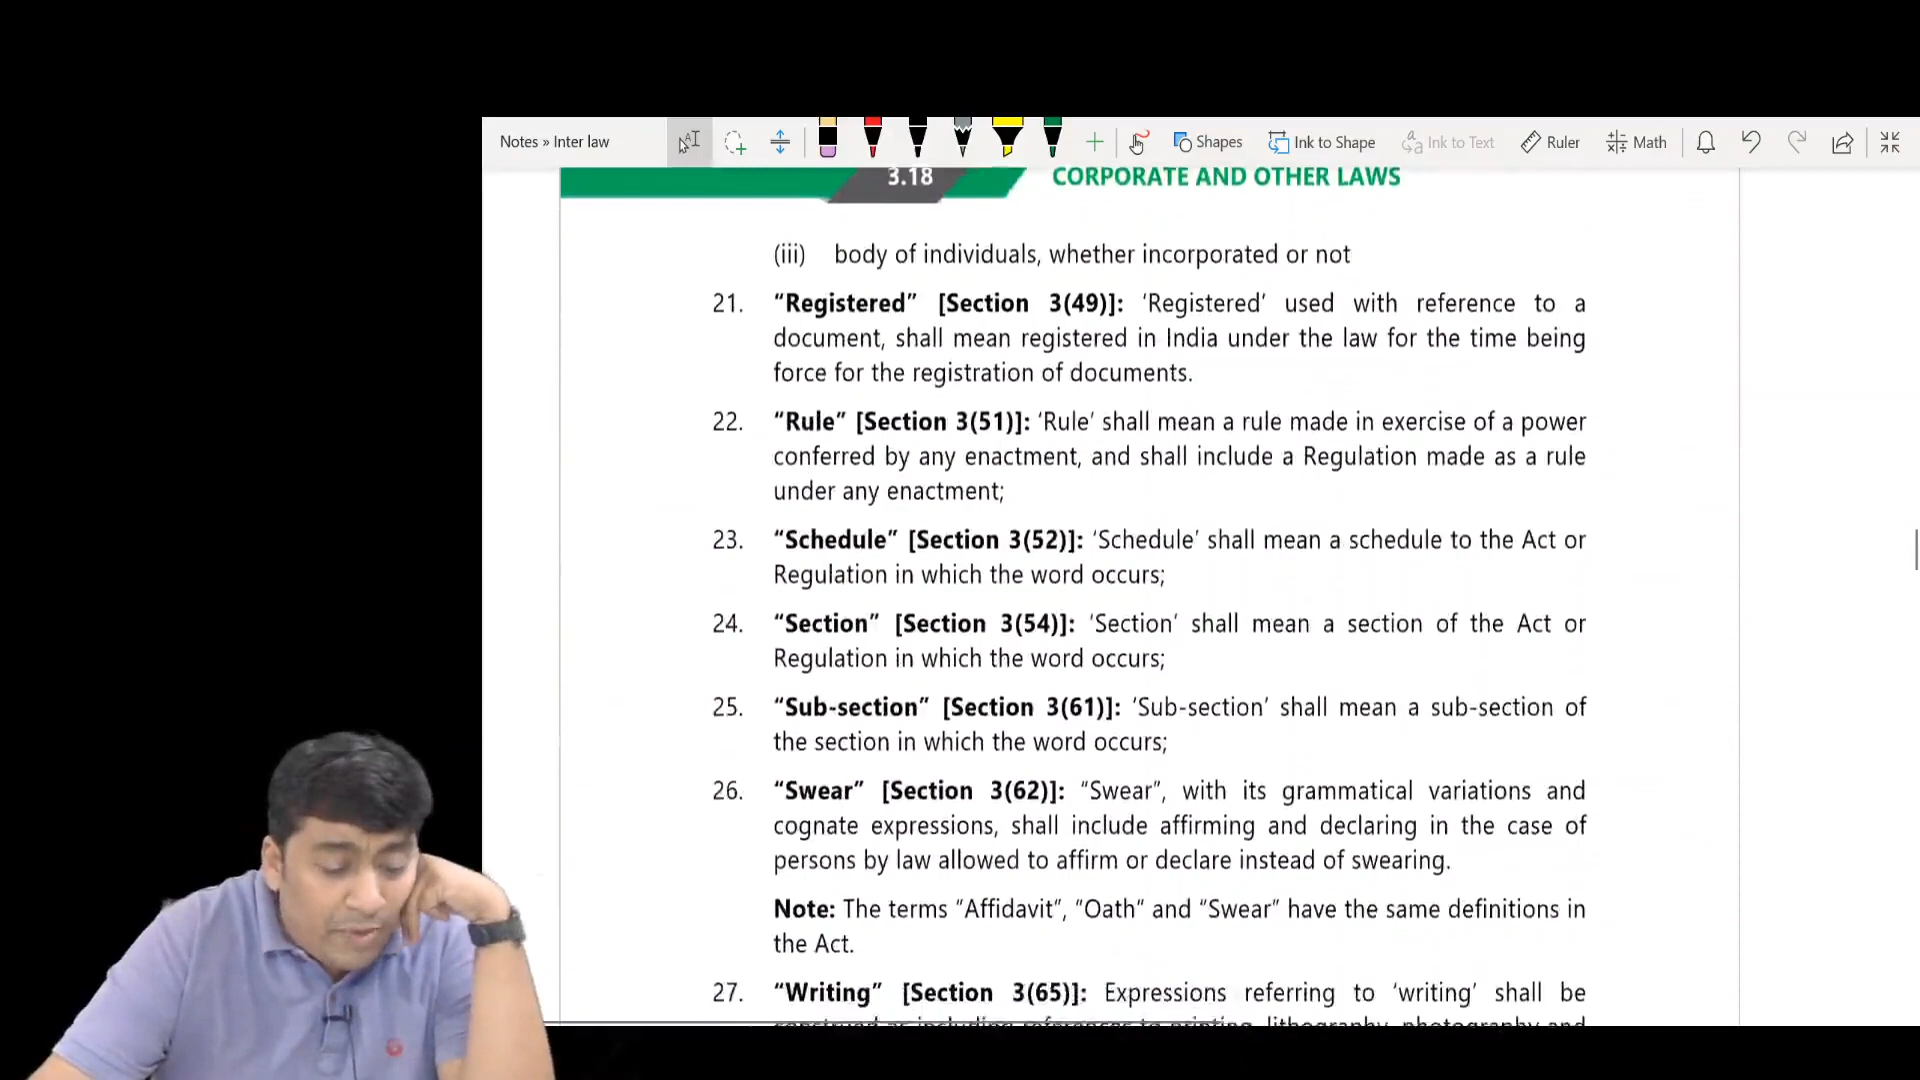 Notes » Inter law
Shapes
Ink to Shape
Ink to Text
Ruler
Math
3.18
CORPORATE AND OTHER LAWS
(iii) body of individuals, whether incorporated or not
21. “Registered” [Section 3(49)]: ‘Registered’ used with reference to a
document, shall mean registered in India under the law for the time being
force for the registration of documents.
22. “Rule” [Section 3(51)]: ‘Rule’ shall mean a rule made in exercise of a power
conferred by any enactment, and shall include a Regulation made as a rule
under any enactment;
23. “Schedule” [Section 3(52)]: ‘Schedule’ shall mean a schedule to the Act or
Regulation in which the word occurs;
24. “Section” [Section 3(54)]: ‘Section’ shall mean a section of the Act or
Regulation in which the word occurs;
25. “Sub-section” [Section 3(61)]: ‘Sub-section’ shall mean a sub-section of
the section in which the word occurs;
26. “Swear” [Section 3(62)]: “Swear”, with its grammatical variations and
cognate expressions, shall include affirming and declaring in the case of
persons by law allowed to affirm or declare instead of swearing.
Note: The terms “Affidavit”, “Oath“ and “Swear” have the same definitions in
the Act.
27. “Writing” [Section 3(65)]: Expressions referring to ‘writing’ shall be
construed as including references to printing, lithography, photography and